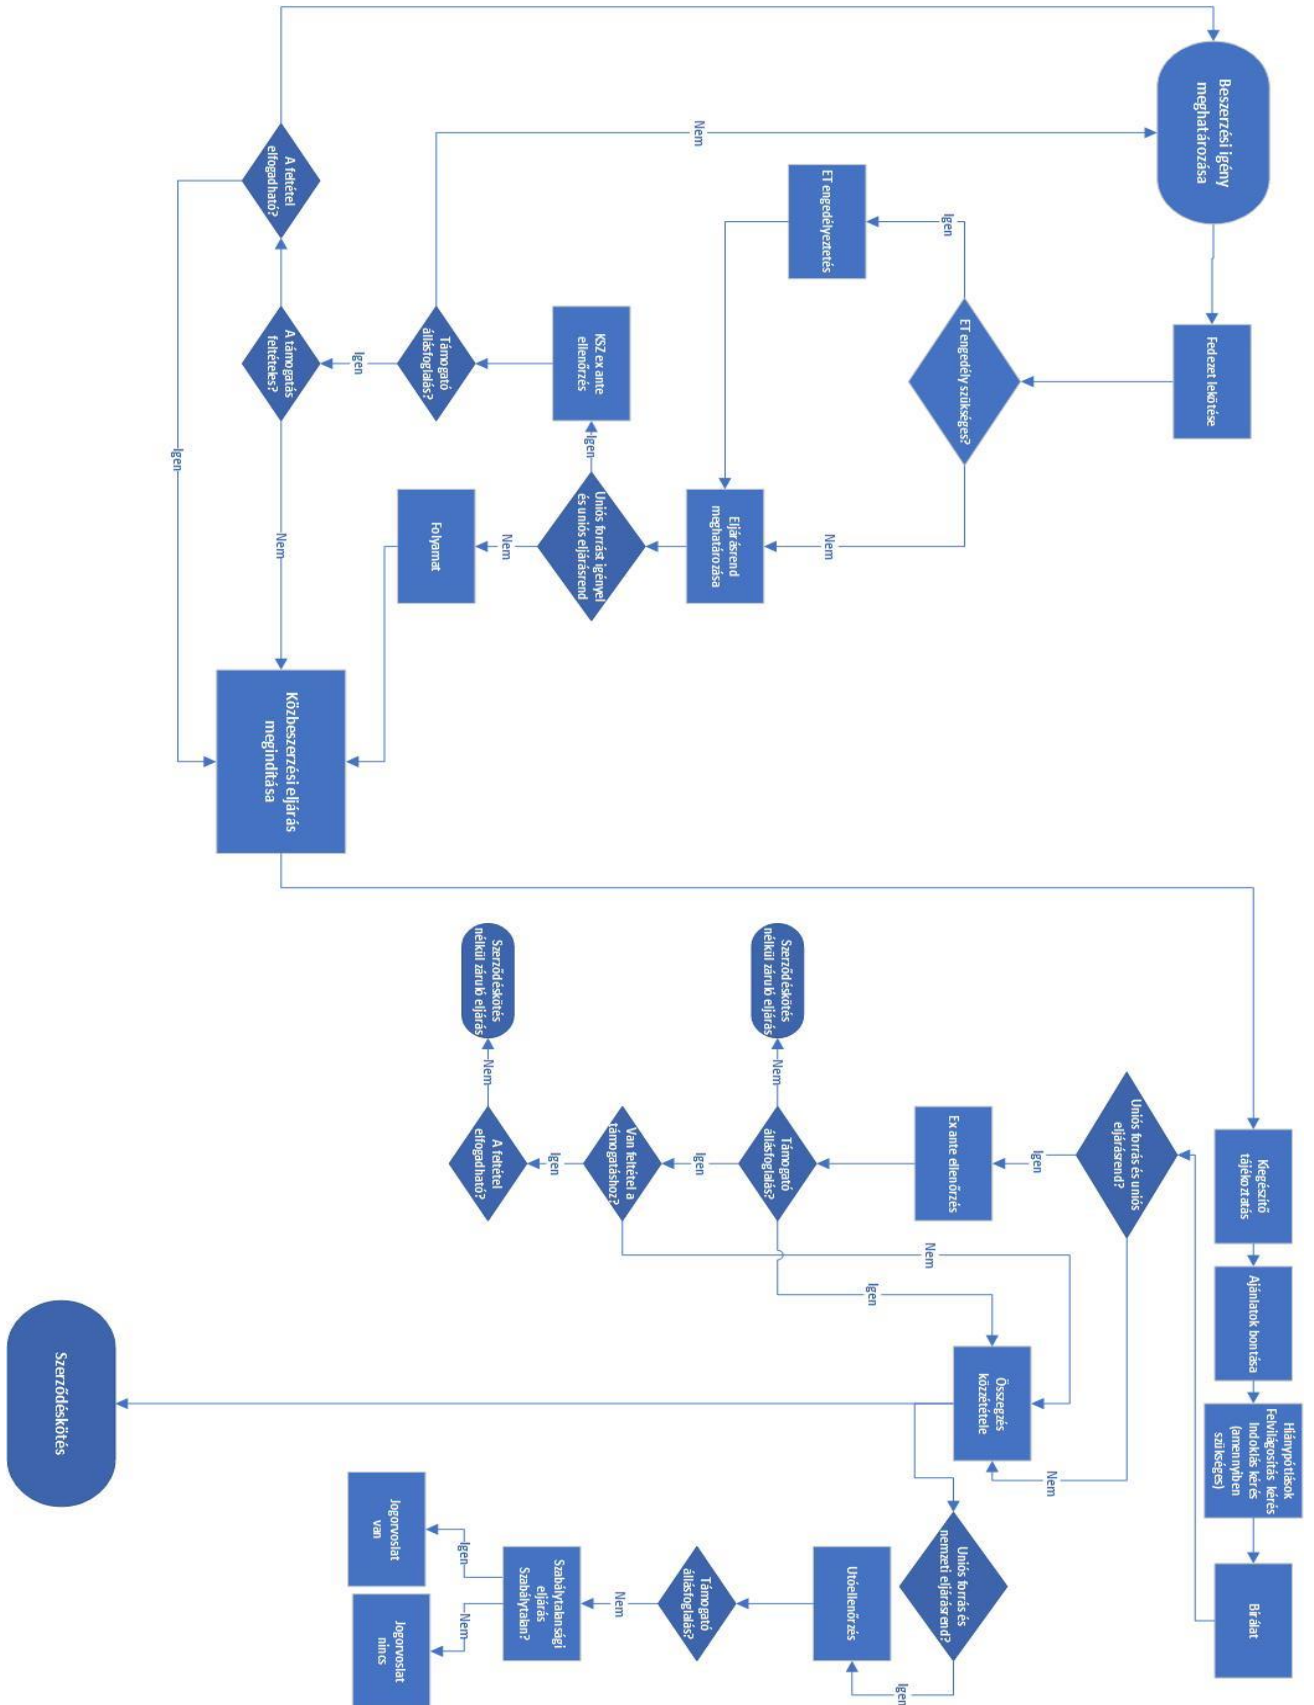 Beszerzési igény
meghatározása
Fedezet lekötése
ET engedély szükséges?
Igen
Nem
ET engedélyeztetés
Eljárásrend
meghatározása
Uniós forrást igényel
és uniós eljárásrend
Igen
Nem
KSZ ex ante
ellenőrzés
Folyamat
Támogató
állásfoglalás?
Nem
Igen
A támogatás
feltételes?
Nem
A feltétel
elfogadható?
Igen
Közbeszerzési eljárás
megindítása
Kiegészítő
tájékoztatás
Ajánlatok bontása
Hiánypótlások
Felvilágosítás kérés
Indoklás kérés
(amennyiben
szükséges)
Bírálat
Uniós forrás és uniós
eljárásrend?
Igen
Nem
Ex ante ellenőrzés
Támogató
állásfoglalás?
Nem
Igen
Igen
Szerződéskötés
nélkül záruló eljárás
Van feltétel a
támogatáshoz?
Nem
Igen
A feltétel
elfogadható?
Nem
Szerződéskötés
nélkül záruló eljárás
Összegzés
közzététele
Uniós forrás és
nemzeti eljárásrend?
Igen
Utóellenőrzés
Támogató
állásfoglalás?
Nem
Szabálytalansági
eljárás
Szabálytalan?
Igen
Nem
Jogorvoslat
van
Jogorvoslat
nincs
Szerződéskötés